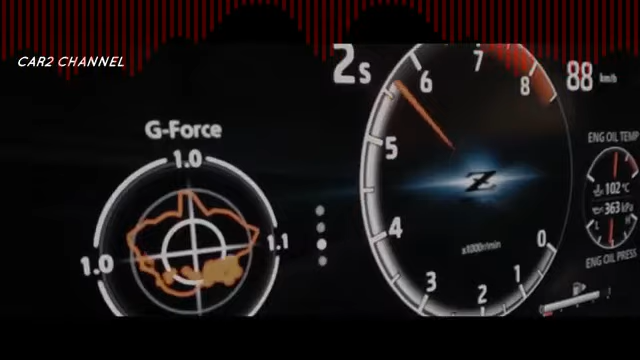 CAR2 CHANNEL
2s
88 km/h
G-Force
1.0
1.0
1.1
0
1
2
3
4
5
6
7
8
Z
x1000r/min
ENG OIL TEMP
102 °C
363 kPa
H
ENG OIL PRESS